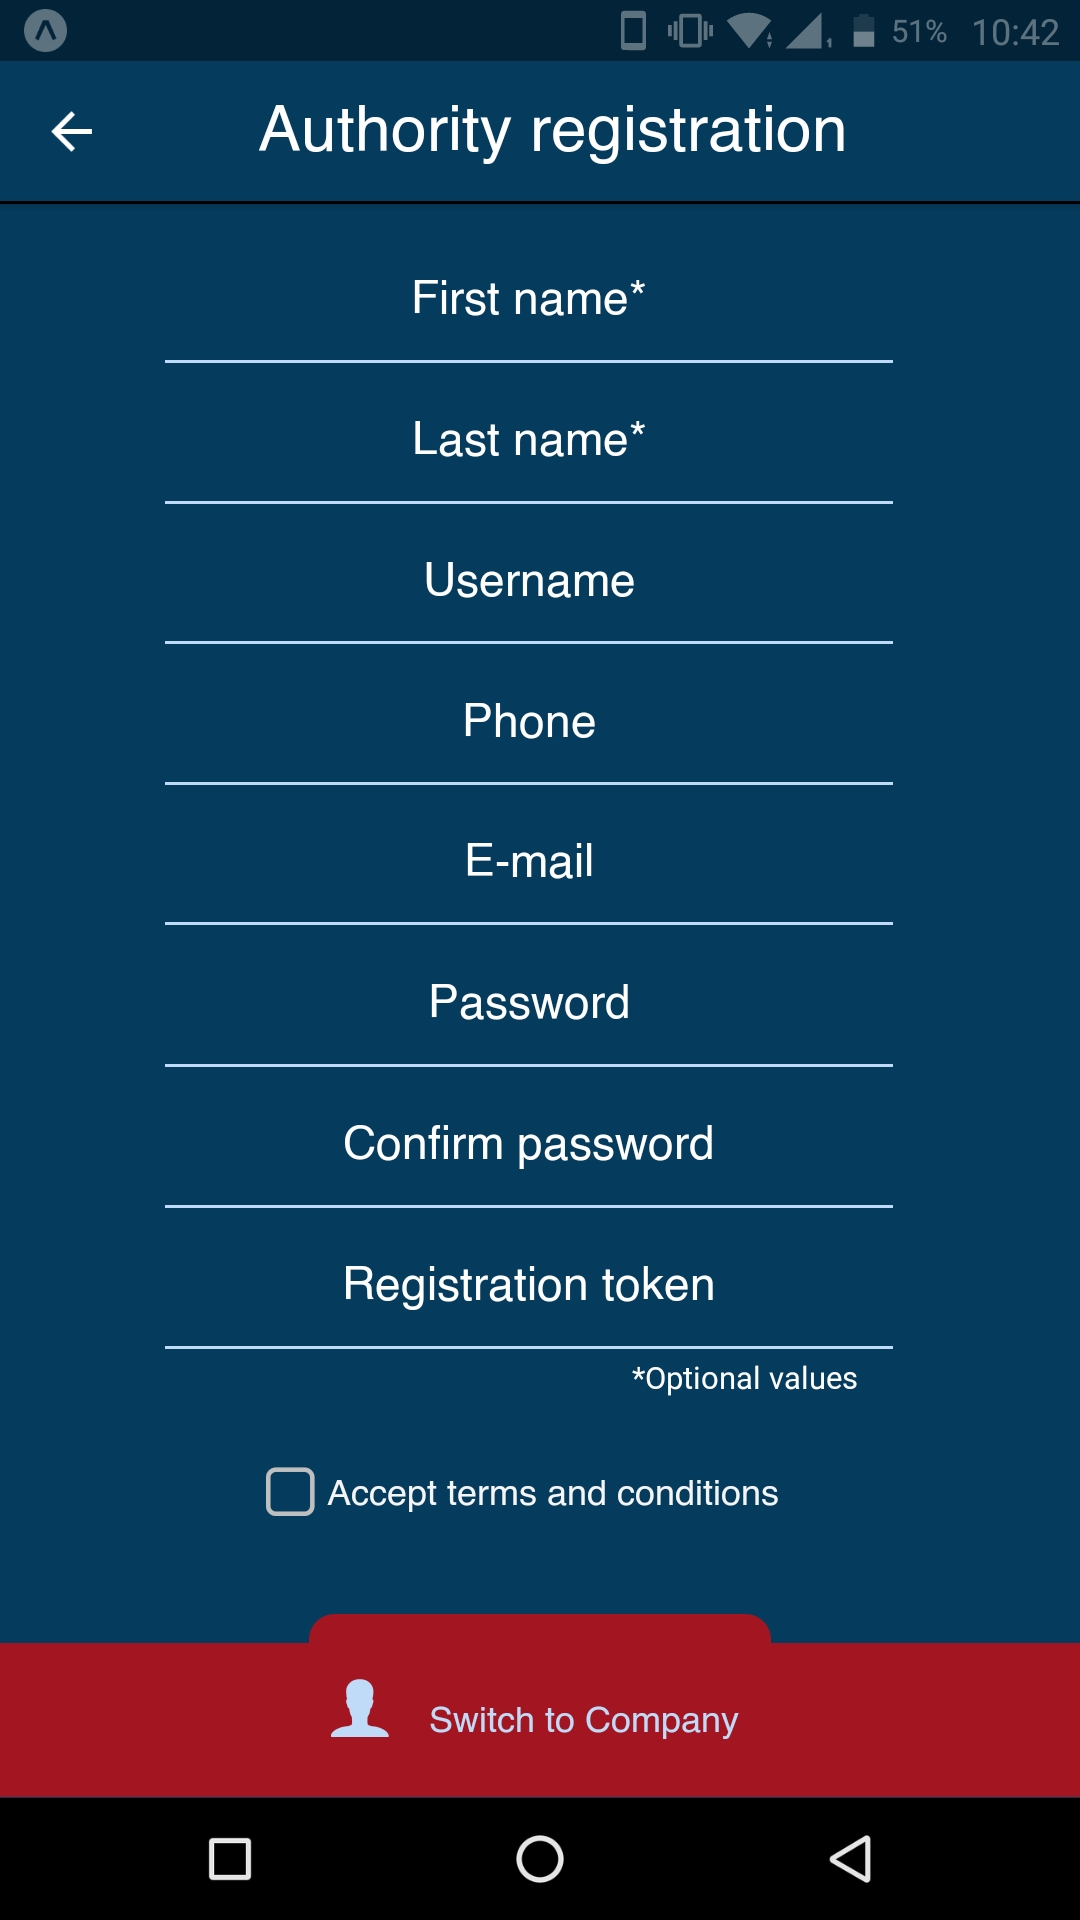 51% 10:42
Authority registration
First name*
Last name*
Username
Phone
E-mail
Password
Confirm password
Registration token
*Optional values
Accept terms and conditions
Switch to Company